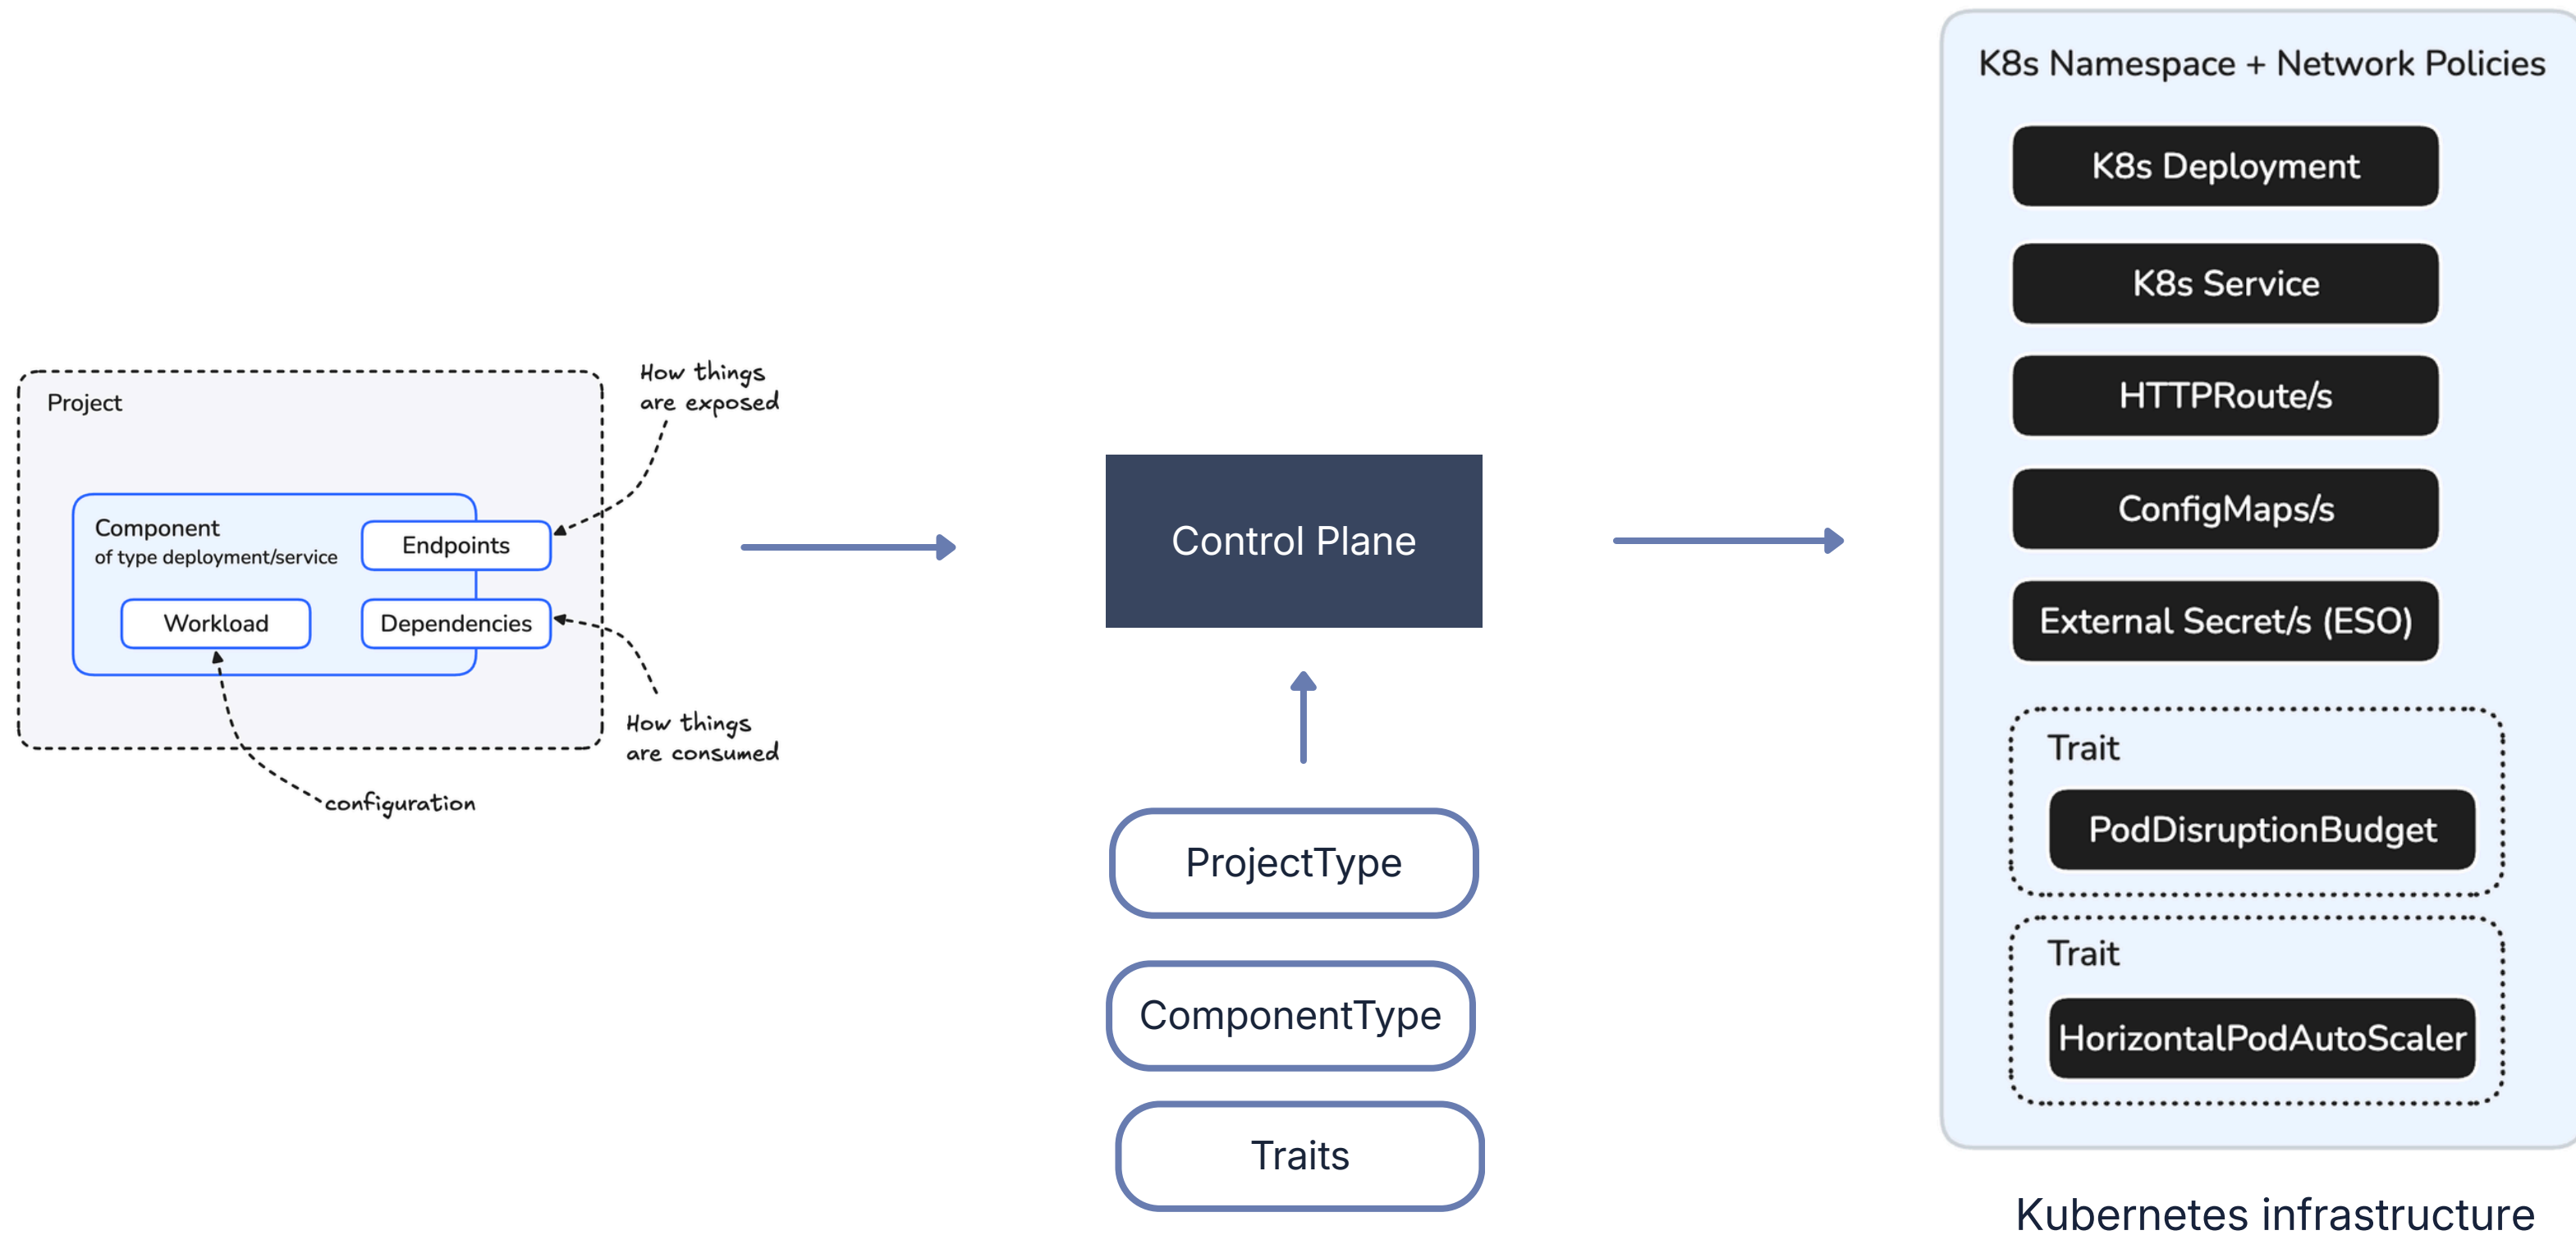 Project
Component
of type deployment/service
Endpoints
Workload
Dependencies
How things
are exposed
How things
are consumed
configuration
Control Plane
ProjectType
ComponentType
Traits
K8s Namespace + Network Policies
K8s Deployment
K8s Service
HTTPRoute/s
ConfigMaps/s
External Secret/s (ESO)
Trait
PodDisruptionBudget
Trait
HorizontalPodAutoScaler
Kubernetes infrastructure